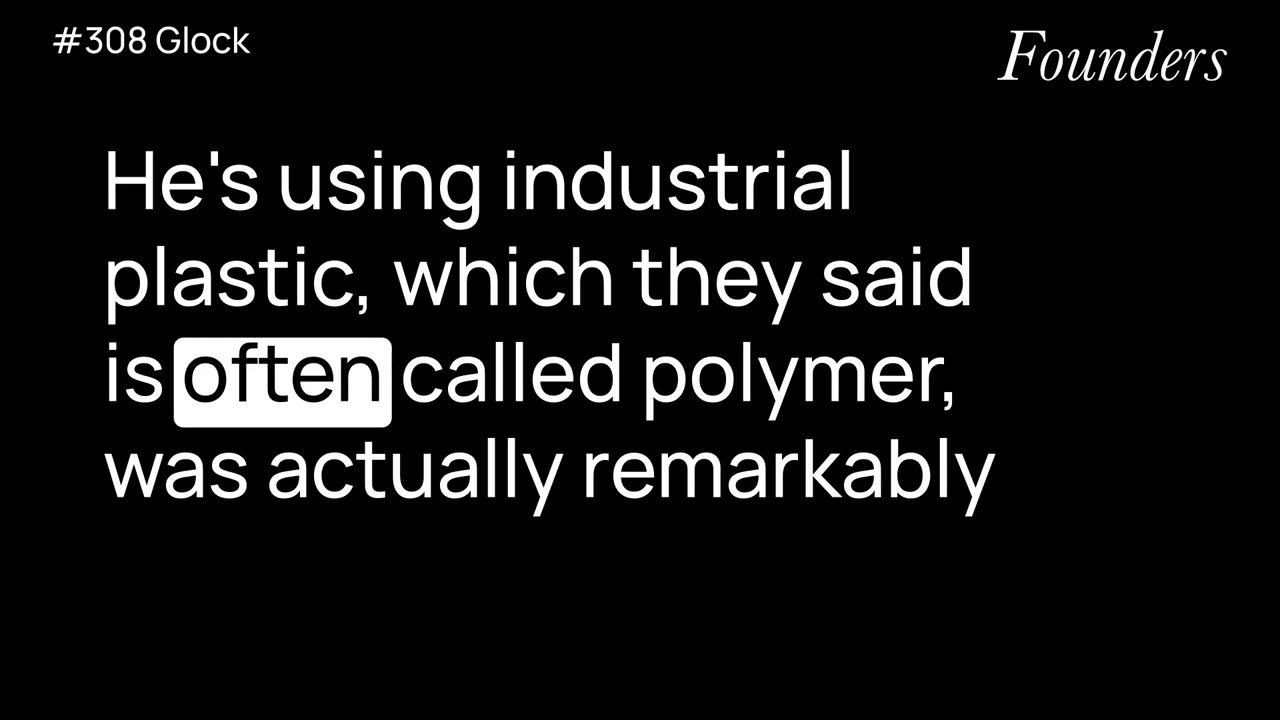 #308 Glock
Founders
He's using industrial
plastic, which they said
is often called polymer,
was actually remarkably